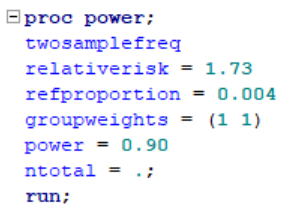 proc power;
twosamplefreq
relativerisk = 1.73
refproportion = 0.004
groupweights = (1 1)
power = 0.90
ntotal = .;
run;